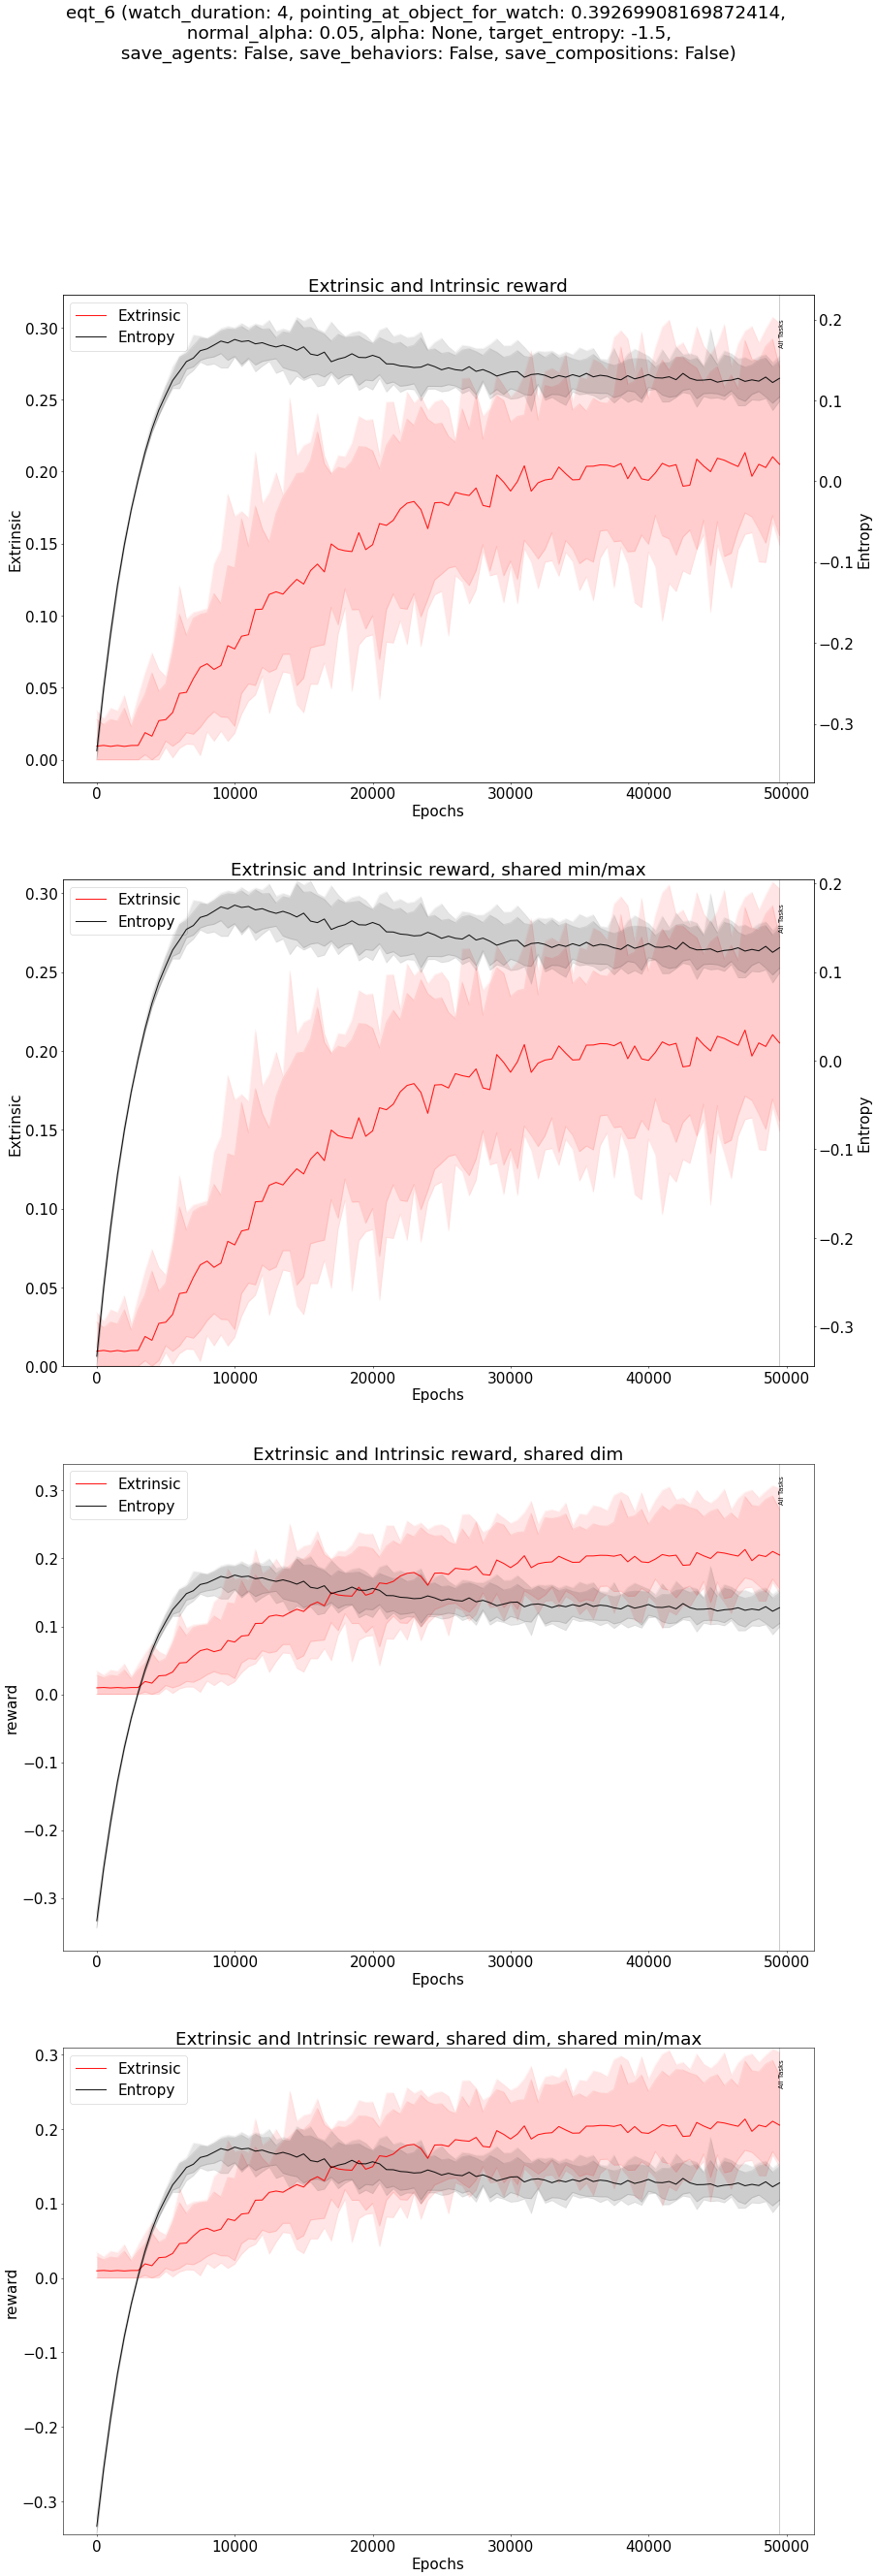 eqt_6 (watch_duration: 4, pointing_at_object_for_watch: 0.39269908169872414,
normal_alpha: 0.05, alpha: None, target_entropy: -1.5,
save_agents: False, save_behaviors: False, save_compositions: False)
Extrinsic and Intrinsic reward
Extrinsic
Entropy
All Tasks
0.30
0.25
0.20
0.15
0.10
0.05
0.00
Extrinsic
0.2
0.1
0.0
−0.1
−0.2
−0.3
Entropy
0 10000 20000 30000 40000 50000
Epochs
Extrinsic and Intrinsic reward, shared min/max
Extrinsic
Entropy
All Tasks
0.30
0.25
0.20
0.15
0.10
0.05
0.00
Extrinsic
0.2
0.1
0.0
−0.1
−0.2
−0.3
Entropy
0 10000 20000 30000 40000 50000
Epochs
Extrinsic and Intrinsic reward, shared dim
Extrinsic
Entropy
All Tasks
0.3
0.2
0.1
0.0
−0.1
−0.2
−0.3
reward
0 10000 20000 30000 40000 50000
Epochs
Extrinsic and Intrinsic reward, shared dim, shared min/max
Extrinsic
Entropy
All Tasks
0.3
0.2
0.1
0.0
−0.1
−0.2
−0.3
reward
0 10000 20000 30000 40000 50000
Epochs